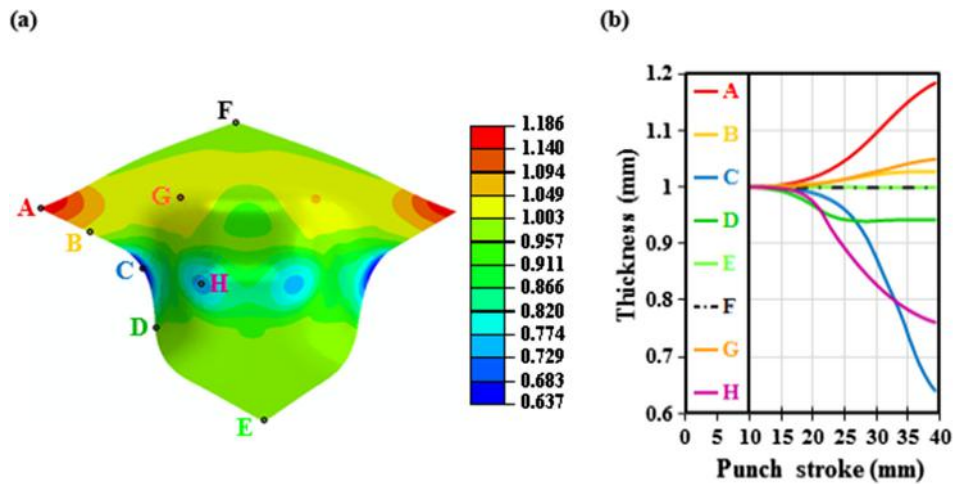 (a)
F
A
G
B
C
H
D
E
1.186
1.140
1.094
1.049
1.003
0.957
0.911
0.866
0.820
0.774
0.729
0.683
0.637
(b)
Thickness (mm)
1.2
1.1
1
0.9
0.8
0.7
0.6
A
B
C
D
E
F
G
H
0 5 10 15 20 25 30 35 40
Punch stroke (mm)